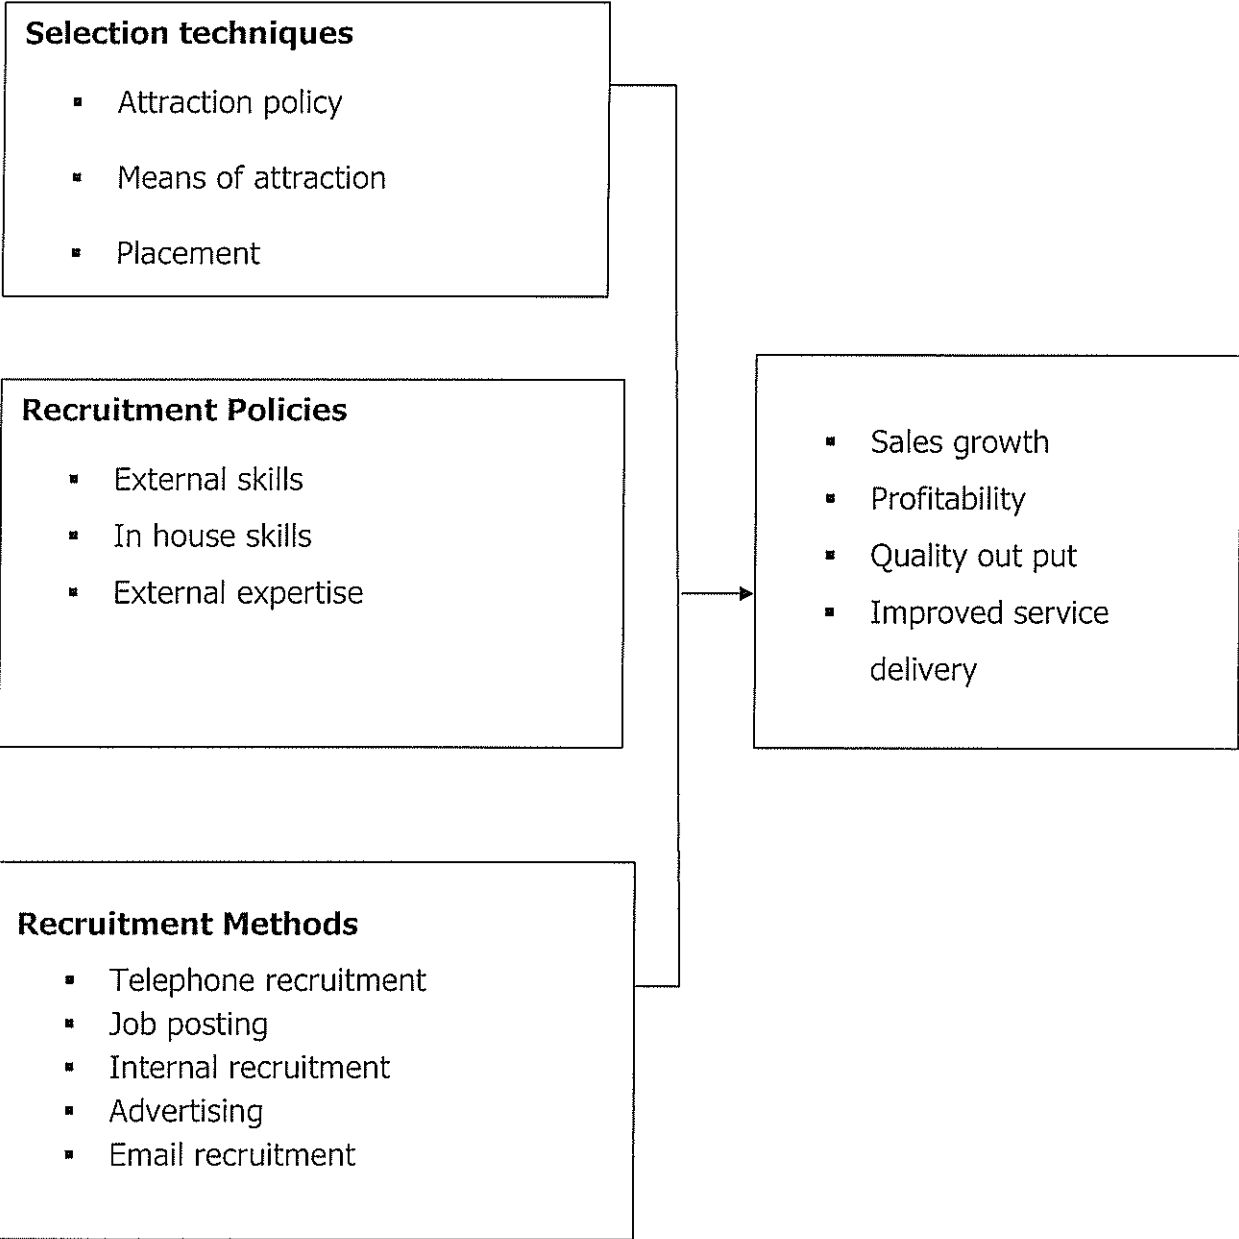 Selection techniques
▪ Attraction policy
▪ Means of attraction
▪ Placement
Recruitment Policies
▪ External skills
▪ In house skills
▪ External expertise
▪ Sales growth
▪ Profitability
▪ Quality out put
▪ Improved service
delivery
Recruitment Methods
▪ Telephone recruitment
▪ Job posting
▪ Internal recruitment
▪ Advertising
▪ Email recruitment